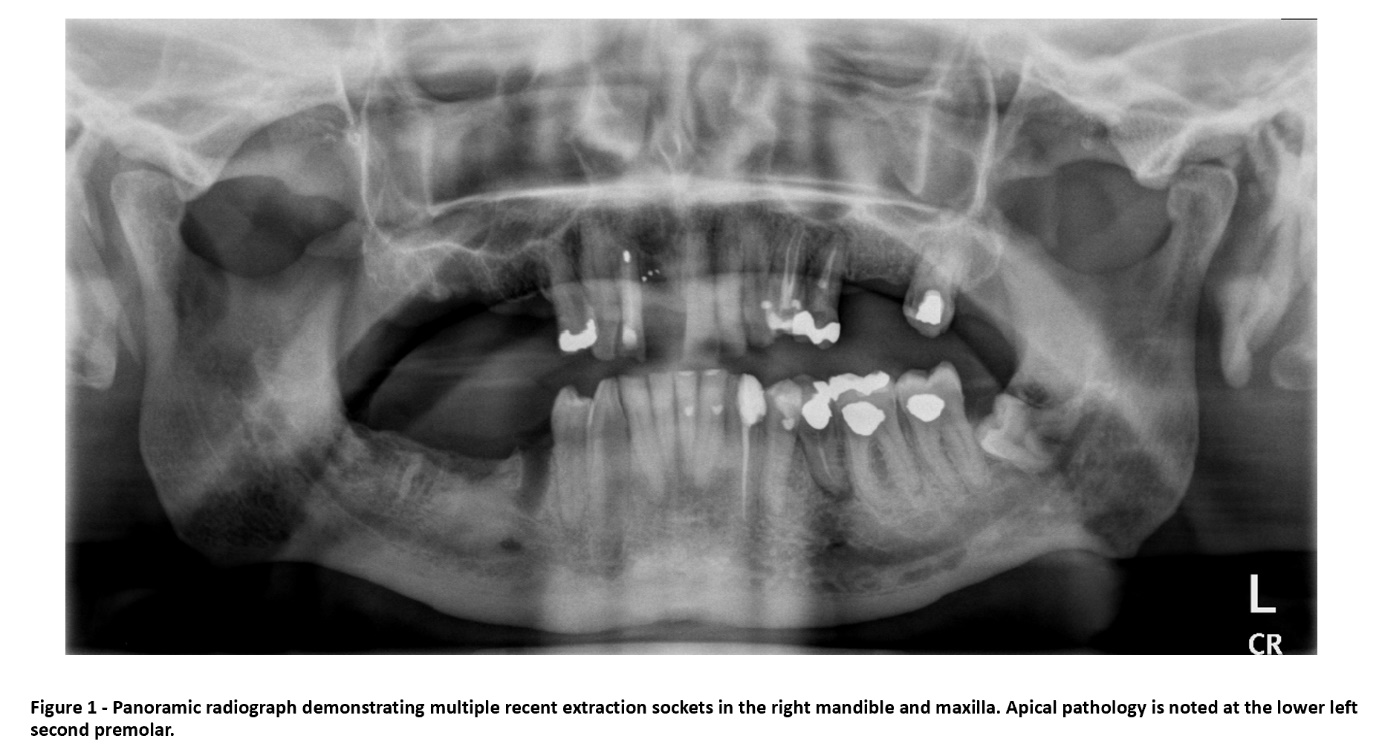 L
CR
Figure 1 - Panoramic radiograph demonstrating multiple recent extraction sockets in the right mandible and maxilla. Apical pathology is noted at the lower left
second premolar.